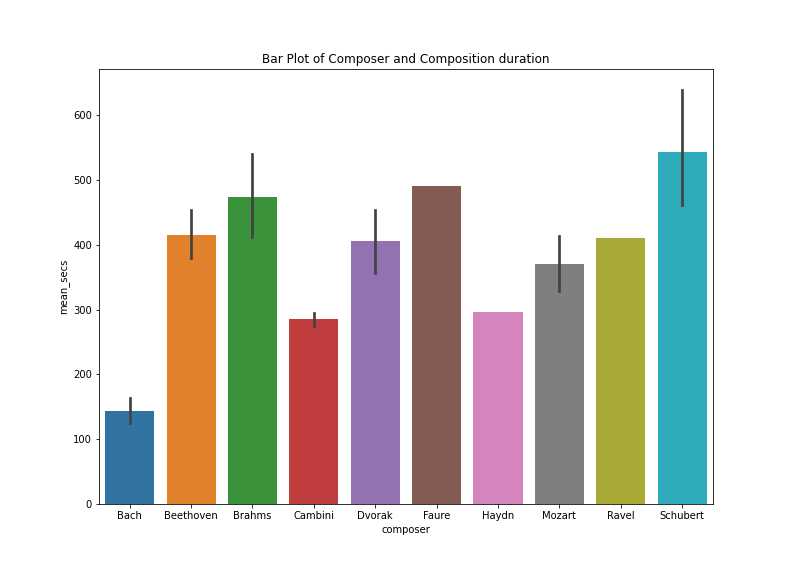 Bar Plot of Composer and Composition duration
600
500
400
300
200
100
0
mean_secs
Bach Beethoven Brahms Cambini Dvorak Faure Haydn Mozart Ravel Schubert
composer